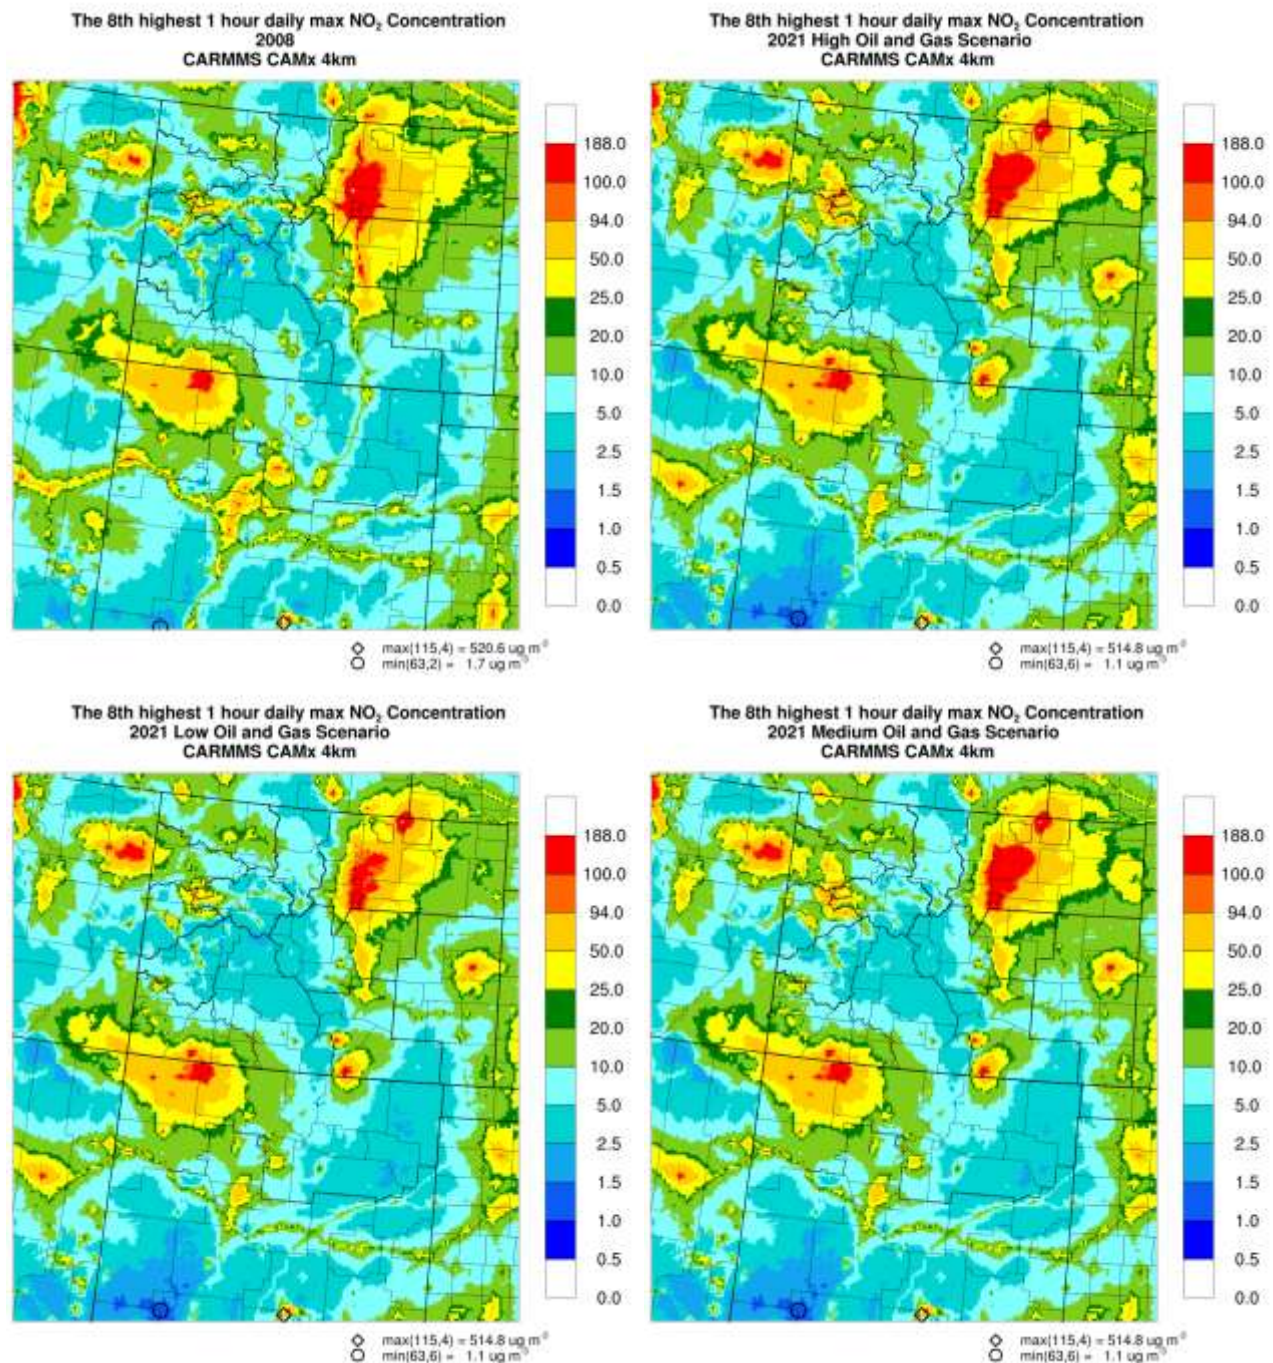 The 8th highest 1 hour daily max NO₂ Concentration
2008
CARMMS CAMx 4km
188.0
100.0
94.0
50.0
25.0
20.0
10.0
5.0
2.5
1.5
1.0
0.5
0.0
max(115,4) = 520.6 ug m⁻³
min(63,2) = 1.7 ug m⁻³
The 8th highest 1 hour daily max NO₂ Concentration
2021 High Oil and Gas Scenario
CARMMS CAMx 4km
188.0
100.0
94.0
50.0
25.0
20.0
10.0
5.0
2.5
1.5
1.0
0.5
0.0
max(115,4) = 514.8 ug m⁻³
min(63,6) = 1.1 ug m⁻³
The 8th highest 1 hour daily max NO₂ Concentration
2021 Low Oil and Gas Scenario
CARMMS CAMx 4km
188.0
100.0
94.0
50.0
25.0
20.0
10.0
5.0
2.5
1.5
1.0
0.5
0.0
max(115,4) = 514.8 ug m⁻³
min(63,6) = 1.1 ug m⁻³
The 8th highest 1 hour daily max NO₂ Concentration
2021 Medium Oil and Gas Scenario
CARMMS CAMx 4km
188.0
100.0
94.0
50.0
25.0
20.0
10.0
5.0
2.5
1.5
1.0
0.5
0.0
max(115,4) = 514.8 ug m⁻³
min(63,6) = 1.1 ug m⁻³